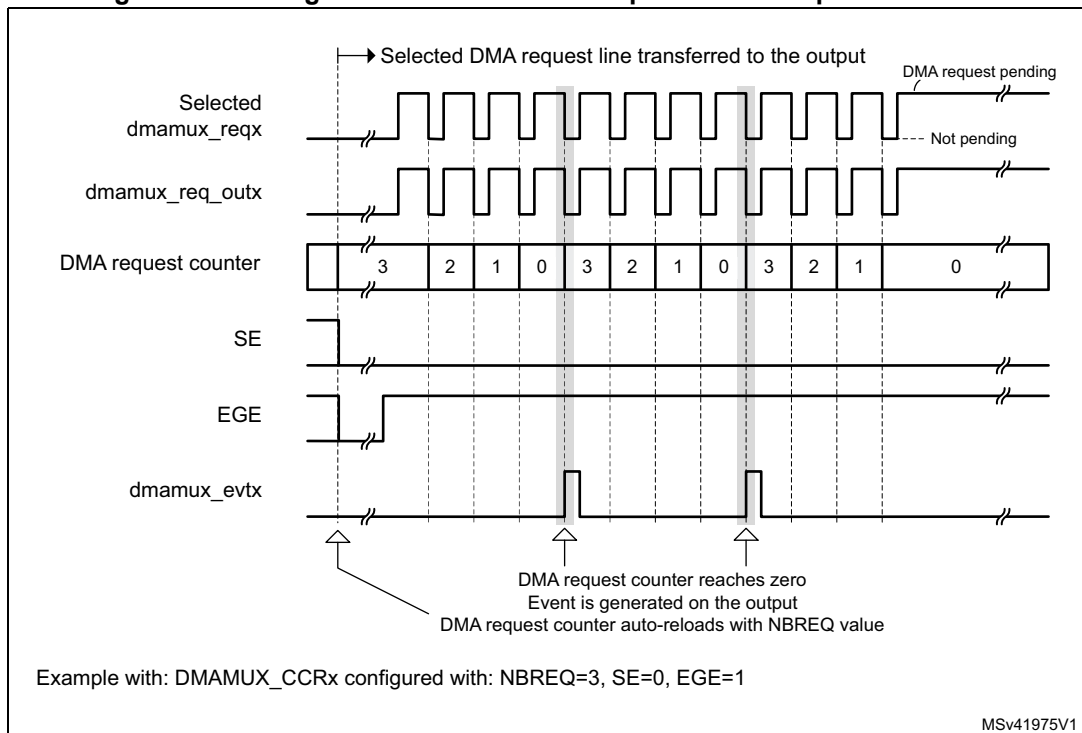 Selected DMA request line transferred to the output
DMA request pending
Selected
dmamux_reqx
Not pending
dmamux_req_outx
DMA request counter
3 2 1 0 3 2 1 0 3 2 1 0
SE
EGE
dmamux_evtx
DMA request counter reaches zero
Event is generated on the output
DMA request counter auto-reloads with NBREQ value
Example with: DMAMUX_CCRx configured with: NBREQ=3, SE=0, EGE=1
MSv41975V1